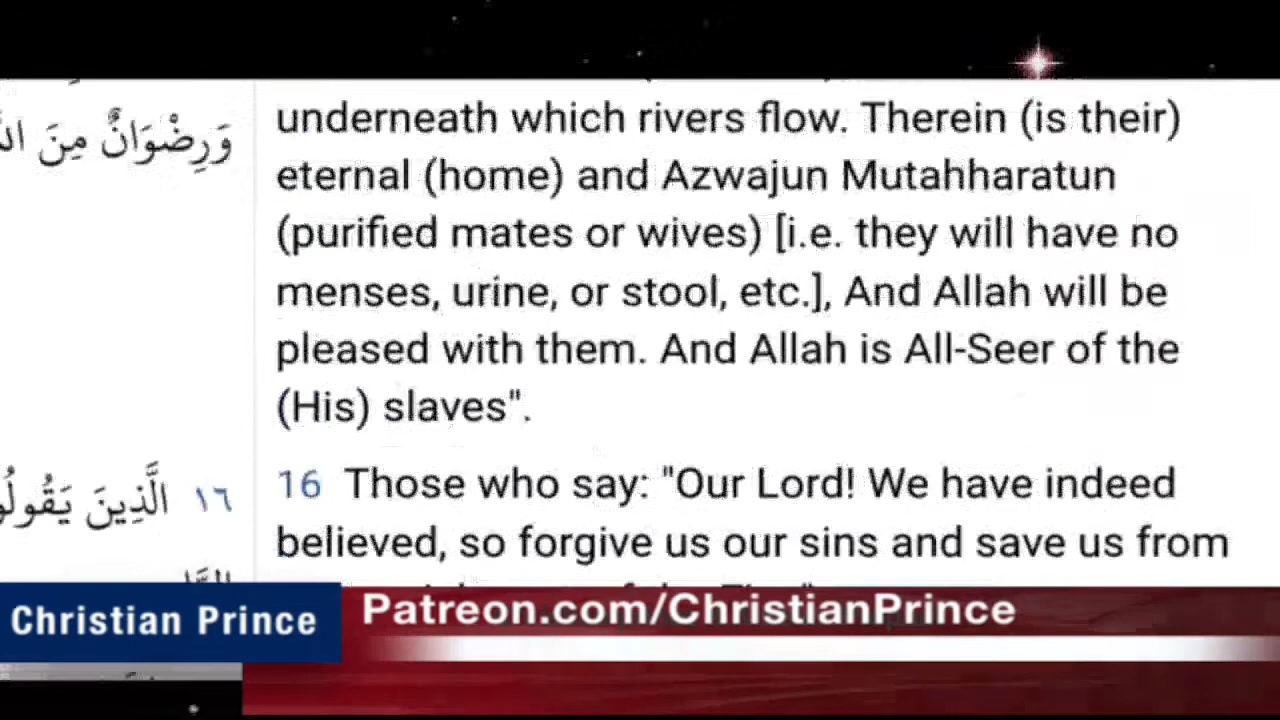 وَرِضْوَانٌ مِنَ
underneath which rivers flow. Therein (is their)
eternal (home) and Azwajun Mutahharatun
(purified mates or wives) [i.e. they will have no
menses, urine, or stool, etc.], And Allah will be
pleased with them. And Allah is All-Seer of the
(His) slaves".
١٦ الَّذِينَ
16 Those who say: "Our Lord! We have indeed
believed, so forgive us our sins and save us from
Christian Prince
Patreon.com/ChristianPrince